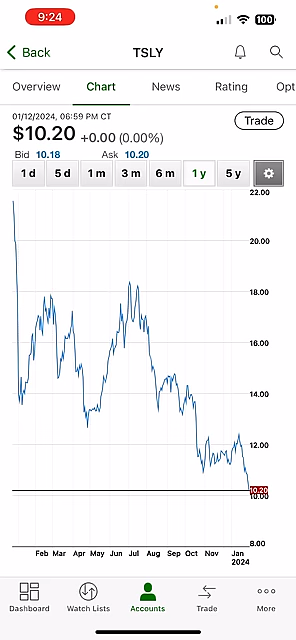 9:24
100
Back
TSLY
Overview Chart News Rating Opt
01/12/2024, 06:59 PM CT
$10.20 +0.00 (0.00%)
Trade
Bid 10.18 Ask 10.20
1 d 5 d 1 m 3 m 6 m 1 y 5 y
22.00
20.00
18.00
16.00
14.00
12.00
10.20
10.00
8.00
Feb Mar Apr May Jun Jul Aug Sep Oct Nov Jan
2024
Dashboard Watch Lists Accounts Trade More